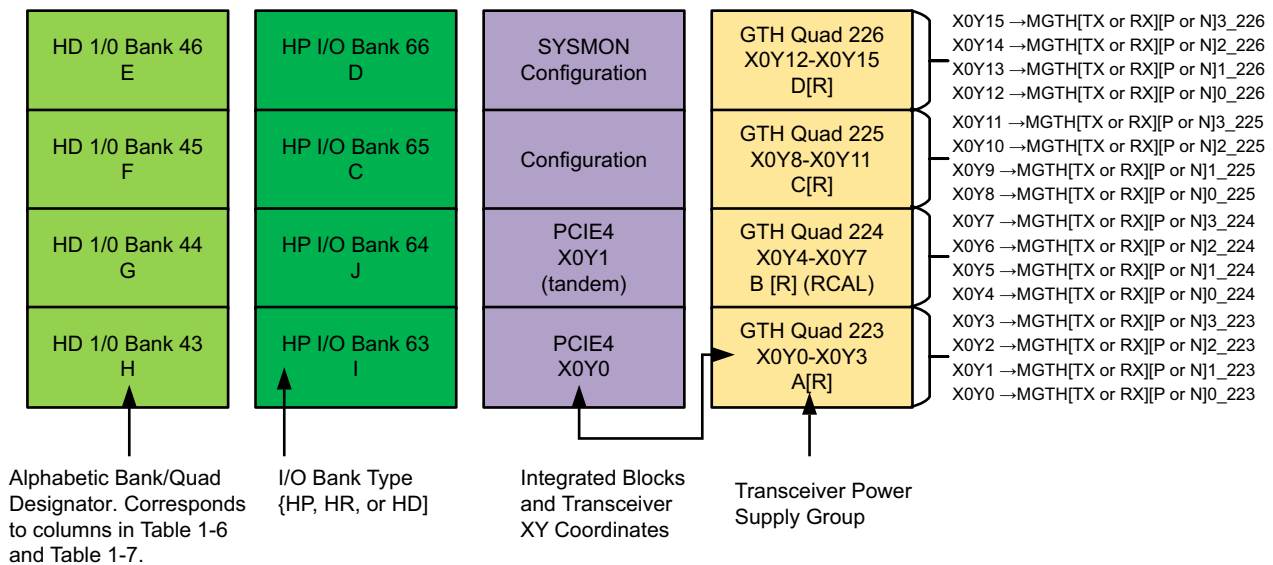 HD 1/0 Bank 46
E
HP I/O Bank 66
D
SYSMON
Configuration
GTH Quad 226
X0Y12-X0Y15
D[R]
X0Y15 →MGTH[TX or RX][P or N]3_226
X0Y14 →MGTH[TX or RX][P or N]2_226
X0Y13 →MGTH[TX or RX][P or N]1_226
X0Y12 →MGTH[TX or RX][P or N]0_226
HD 1/0 Bank 45
F
HP I/O Bank 65
C
Configuration
GTH Quad 225
X0Y8-X0Y11
C[R]
X0Y11 →MGTH[TX or RX][P or N]3_225
X0Y10 →MGTH[TX or RX][P or N]2_225
X0Y9 →MGTH[TX or RX][P or N]1_225
X0Y8 →MGTH[TX or RX][P or N]0_225
HD 1/0 Bank 44
G
HP I/O Bank 64
J
PCIE4
X0Y1
(tandem)
GTH Quad 224
X0Y4-X0Y7
B [R] (RCAL)
X0Y7 →MGTH[TX or RX][P or N]3_224
X0Y6 →MGTH[TX or RX][P or N]2_224
X0Y5 →MGTH[TX or RX][P or N]1_224
X0Y4 →MGTH[TX or RX][P or N]0_224
HD 1/0 Bank 43
H
HP I/O Bank 63
I
PCIE4
X0Y0
GTH Quad 223
X0Y0-X0Y3
A[R]
X0Y3 →MGTH[TX or RX][P or N]3_223
X0Y2 →MGTH[TX or RX][P or N]2_223
X0Y1 →MGTH[TX or RX][P or N]1_223
X0Y0 →MGTH[TX or RX][P or N]0_223
Alphabetic Bank/Quad
Designator. Corresponds
to columns in Table 1-6
and Table 1-7.
I/O Bank Type
{HP, HR, or HD]
Integrated Blocks
and Transceiver
XY Coordinates
Transceiver Power
Supply Group